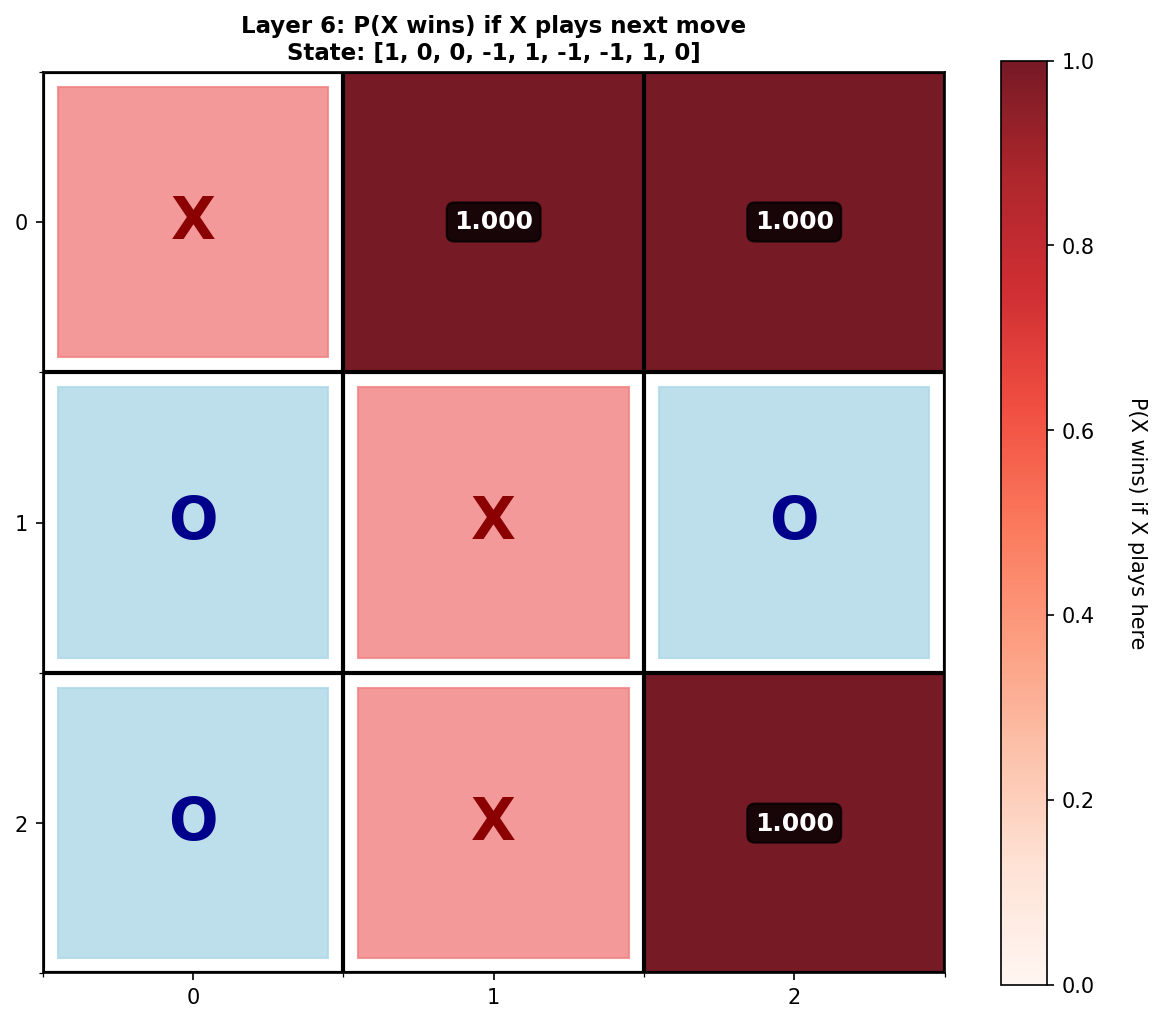 Layer 6: P(X wins) if X plays next move
State: [1, 0, 0, -1, 1, -1, -1, 1, 0]
0
X
1.000
1.000
1
O
X
O
2
O
X
1.000
0
1
2
1.0
0.8
0.6
0.4
0.2
0.0
P(X wins) if X plays here